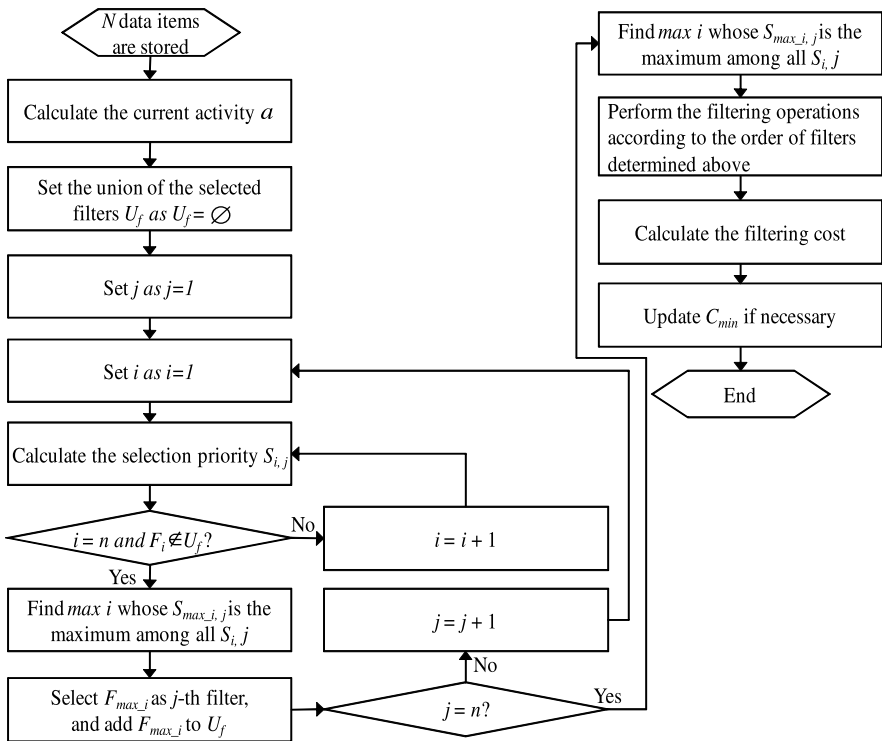 N data items
are stored
Calculate the current activity a
Set the union of the selected
filters U_f as U_f = ∅
Set j as j=1
Set i as i=1
Calculate the selection priority S_i, j
i = n and F_i ∉ U_f ?
No
i = i + 1
Yes
Find max i whose S_max_i, j is the
maximum among all S_i, j
j = j + 1
No
Select F_max_i as j-th filter,
and add F_max_i to U_f
j = n?
Yes
Find max i whose S_max_i, j is the
maximum among all S_i, j
Perform the filtering operations
according to the order of filters
determined above
Calculate the filtering cost
Update C_min if necessary
End